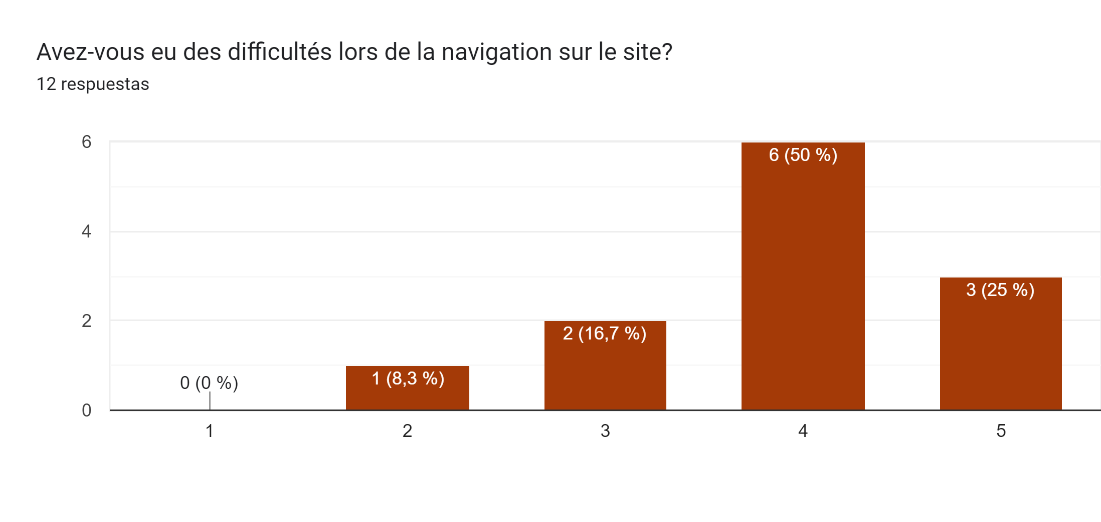 Avez-vous eu des difficultés lors de la navigation sur le site?
12 respuestas
6
4
2
0
0 (0 %)
1 (8,3 %)
2 (16,7 %)
6 (50 %)
3 (25 %)
1
2
3
4
5